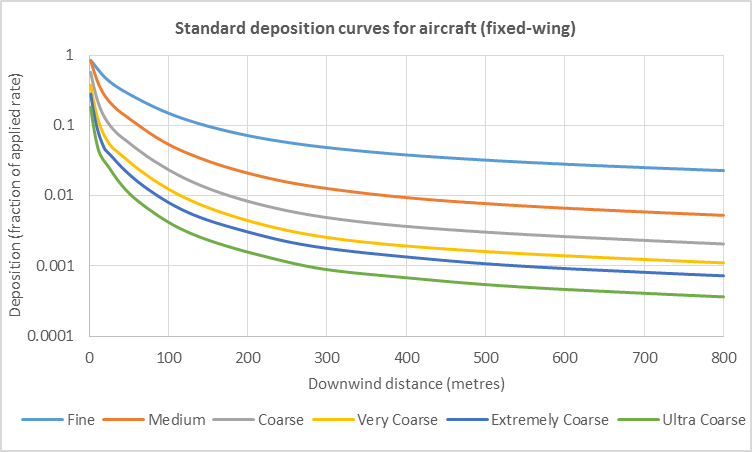 Standard deposition curves for aircraft (fixed-wing)
Deposition (fraction of applied rate)
1
0.1
0.01
0.001
0.0001
0 100 200 300 400 500 600 700 800
Downwind distance (metres)
Fine Medium Coarse Very Coarse Extremely Coarse Ultra Coarse